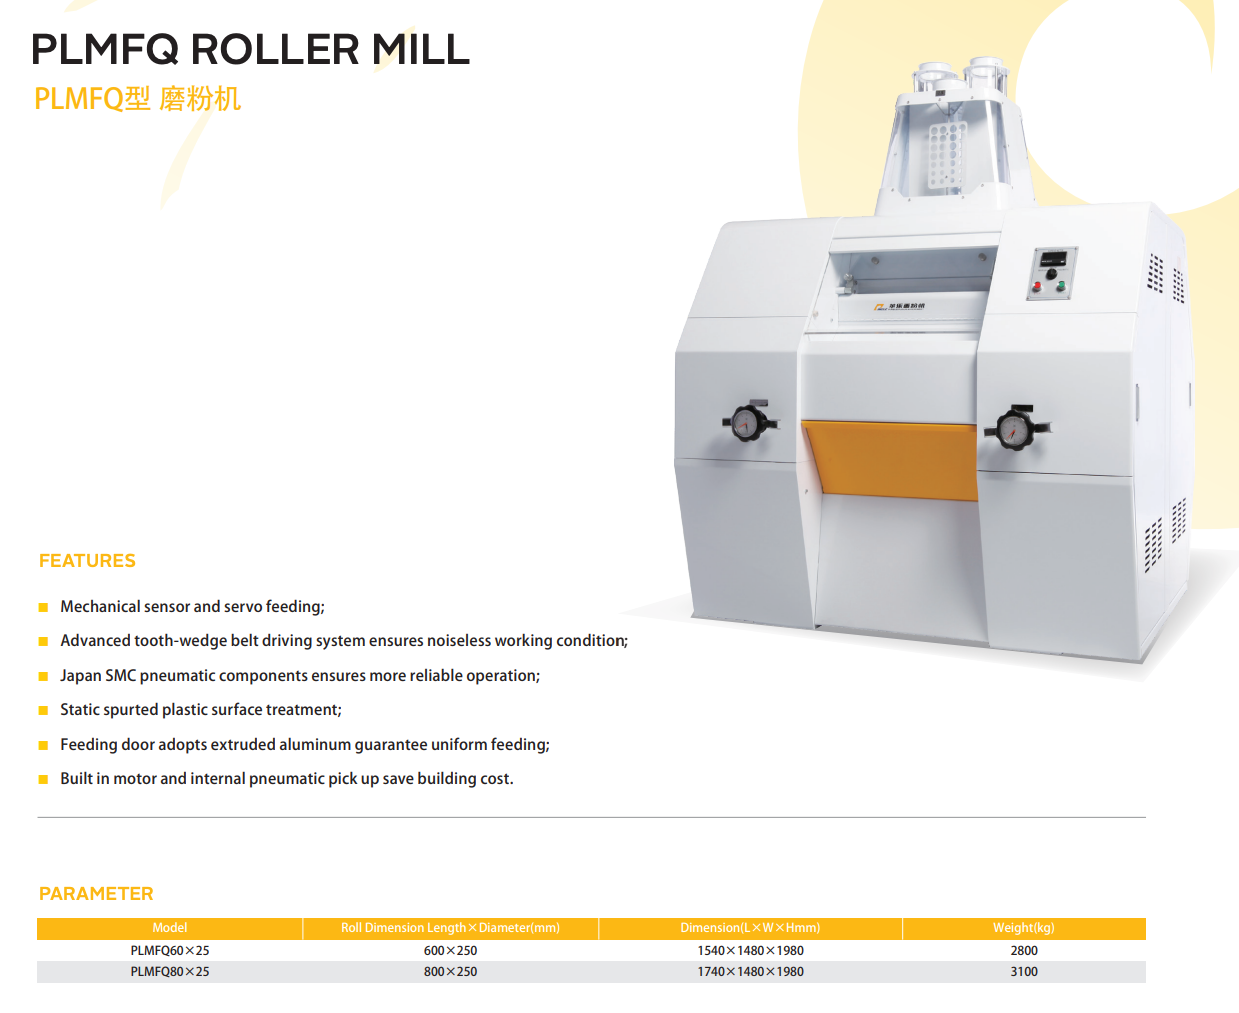 PLMFQ ROLLER MILL
PLMFQ型 磨粉机
FEATURES
Mechanical sensor and servo feeding;
Advanced tooth-wedge belt driving system ensures noiseless working condition;
Japan SMC pneumatic components ensures more reliable operation;
Static spurted plastic surface treatment;
Feeding door adopts extruded aluminum guarantee uniform feeding;
Built in motor and internal pneumatic pick up save building cost.
PARAMETER
Model Roll Dimension Length×Diameter(mm) Dimension(L×W×Hmm) Weight(kg)
PLMFQ60×25 600×250 1540×1480×1980 2800
PLMFQ80×25 800×250 1740×1480×1980 3100